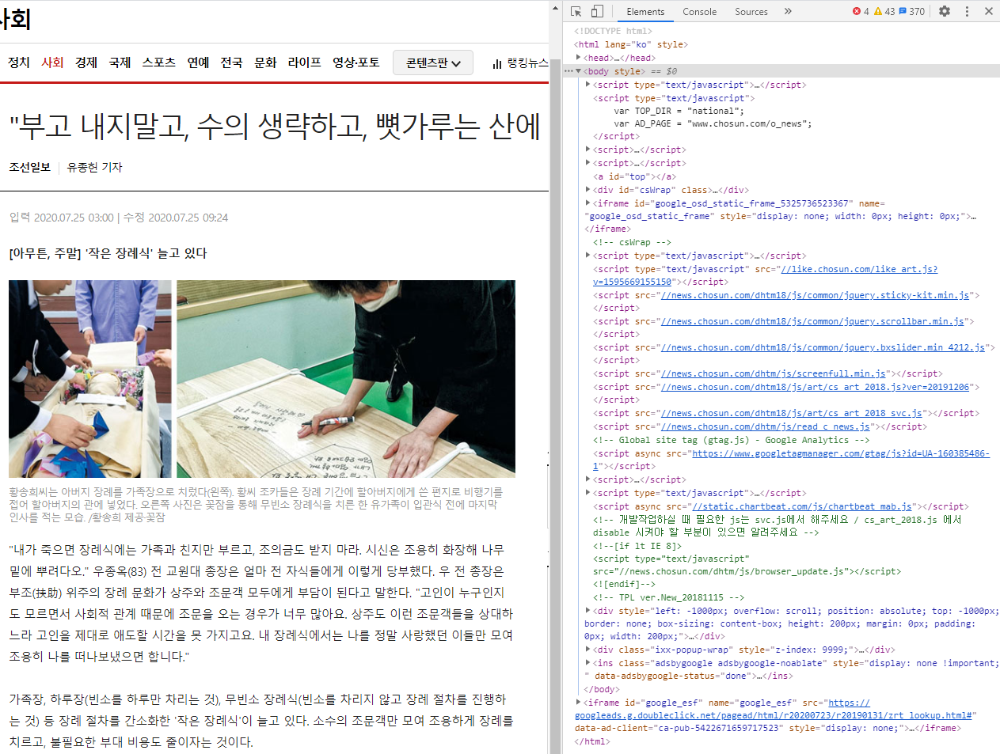 사회
정치 사회 경제 국제 스포츠 연예 전국 문화 라이프 영상·포토 콘텐츠판 랭킹뉴스
"부고 내지말고, 수의 생략하고, 뼛가루는 산에
조선일보 유종헌 기자
입력 2020.07.25 03:00 | 수정 2020.07.25 09:24
[아무튼, 주말] '작은 장례식' 늘고 있다
황송희씨는 아버지 장례를 가족장으로 치렀다(왼쪽). 황씨 조카들은 장례 기간에 할아버지에게 쓴 편지로 비행기를
접어 할아버지의 관에 넣었다. 오른쪽 사진은 꽃잠을 통해 무빈소 장례식을 치른 한 유가족이 입관식 전에 마지막
인사를 적는 모습. /황송희 제공·꽃잠
"내가 죽으면 장례식에는 가족과 친지만 부르고, 조의금도 받지 마라. 시신은 조용히 화장해 나무
밑에 뿌려다오." 우종옥(83) 전 교원대 총장은 얼마 전 자식들에게 이렇게 당부했다. 우 전 총장은
부조(扶助) 위주의 장례 문화가 상주와 조문객 모두에게 부담이 된다고 말한다. "고인이 누구인지
도 모르면서 사회적 관계 때문에 조문을 오는 경우가 너무 많아요. 상주도 이런 조문객들을 상대하
느라 고인을 제대로 애도할 시간을 못 가지고요. 내 장례식에서는 나를 정말 사랑했던 이들만 모여
조용히 나를 떠나보냈으면 합니다."
가족장, 하루장(빈소를 하루만 차리는 것), 무빈소 장례식(빈소를 차리지 않고 장례 절차를 진행하
는 것) 등 장례 절차를 간소화한 '작은 장례식'이 늘고 있다. 소수의 조문객만 모여 조용하게 장례를
치르고, 불필요한 부대 비용도 줄이자는 것이다.
Elements Console Sources » 4 43 370
<!DOCTYPE html>
<html lang="ko" style>
<head>…</head>
<body style> == $0
<script type="text/javascript">…</script>
<script type="text/javascript">
var TOP_DIR = "national";
var AD_PAGE = "www.chosun.com/o_news";
</script>
<script>…</script>
<script>…</script>
<a id="top"></a>
<div id="csWrap" class>…</div>
<iframe id="google_osd_static_frame_5325736523367" name=
"google_osd_static_frame" style="display: none; width: 0px; height: 0px;">…
</iframe>
<!-- csWrap -->
<script type="text/javascript">…</script>
<script type="text/javascript" src="//like.chosun.com/like_art.js?
v=1595669155150"></script>
<script src="//news.chosun.com/dhtm18/js/common/jquery.sticky-kit.min.js">
</script>
<script src="//news.chosun.com/dhtm18/js/common/jquery.scrollbar.min.js">
</script>
<script src="//news.chosun.com/dhtm18/js/common/jquery.bxslider.min_4212.js">
</script>
<script src="//news.chosun.com/dhtm/js/screenfull.min.js"></script>
<script src="//news.chosun.com/dhtm18/js/art/cs_art_2018.js?ver=20191206">
</script>
<script src="//news.chosun.com/dhtm18/js/art/cs_art_2018_svc.js"></script>
<script src="//news.chosun.com/dhtm/js/read_c_news.js"></script>
<!-- Global site tag (gtag.js) - Google Analytics -->
<script async src="https://www.googletagmanager.com/gtag/js?id=UA-160385486-
1"></script>
<script>…</script>
<script type="text/javascript">…</script>
<script async src="//static.chartbeat.com/js/chartbeat_mab.js"></script>
<!-- 개발작업하실 때 필요한 js는 svc.js에서 해주세요 / cs_art_2018.js 에서
disable 시켜야 할 부분이 있으면 알려주세요 -->
<!--[if lt IE 8]>
<script type="text/javascript"
src="//news.chosun.com/dhtm/js/browser_update.js"></script>
<![endif]-->
<!-- TPL ver.New_20181115 -->
<div style="left: -1000px; overflow: scroll; position: absolute; top: -1000px;
border: none; box-sizing: content-box; height: 200px; margin: 0px; padding:
0px; width: 200px;">…</div>
<div class="ixx-popup-wrap" style="z-index: 9999;">…</div>
<ins class="adsbygoogle adsbygoogle-noablate" style="display: none !important;
" data-adsbygoogle-status="done">…</ins>
</body>
<iframe id="google_esf" name="google_esf" src="https://
googleads.g.doubleclick.net/pagead/html/r20200723/r20190131/zrt_lookup.html#"
data-ad-client="ca-pub-5422671659717523" style="display: none;">…</iframe>
</html>